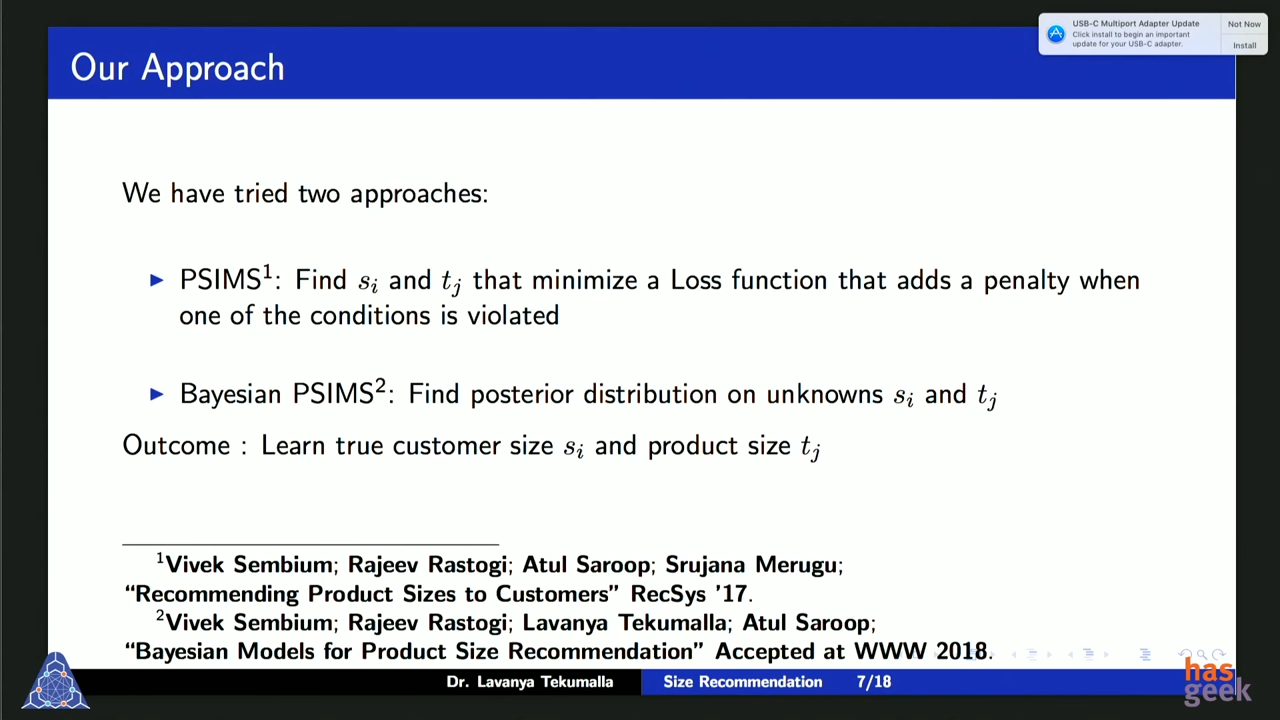 Our Approach
USB-C Multiport Adapter Update
Click install to begin an important
update for your USB-C adapter.
Not Now
Install
We have tried two approaches:
▶ PSIMS¹: Find sᵢ and tⱼ that minimize a Loss function that adds a penalty when
one of the conditions is violated
▶ Bayesian PSIMS²: Find posterior distribution on unknowns sᵢ and tⱼ
Outcome : Learn true customer size sᵢ and product size tⱼ
¹Vivek Sembium; Rajeev Rastogi; Atul Saroop; Srujana Merugu;
“Recommending Product Sizes to Customers” RecSys ’17.
²Vivek Sembium; Rajeev Rastogi; Lavanya Tekumalla; Atul Saroop;
“Bayesian Models for Product Size Recommendation” Accepted at WWW 2018.
Dr. Lavanya Tekumalla Size Recommendation 7/18
has
geek